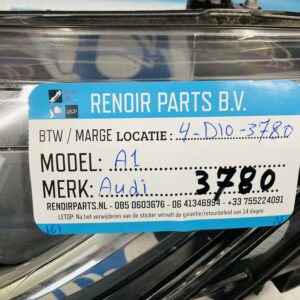 RENOIR PARTS B.V.
BTW / MARGE LOCATIE : 4-D10-3780
MODEL: A1
MERK: Audi 3780
RENOIRPARTS.NL - 085 0603676 - 06 41346994 - +33 755224091
LETOP: Na het verwijderen van de sticker vervalt de garantie/retourbeleid van 14 dagen
161